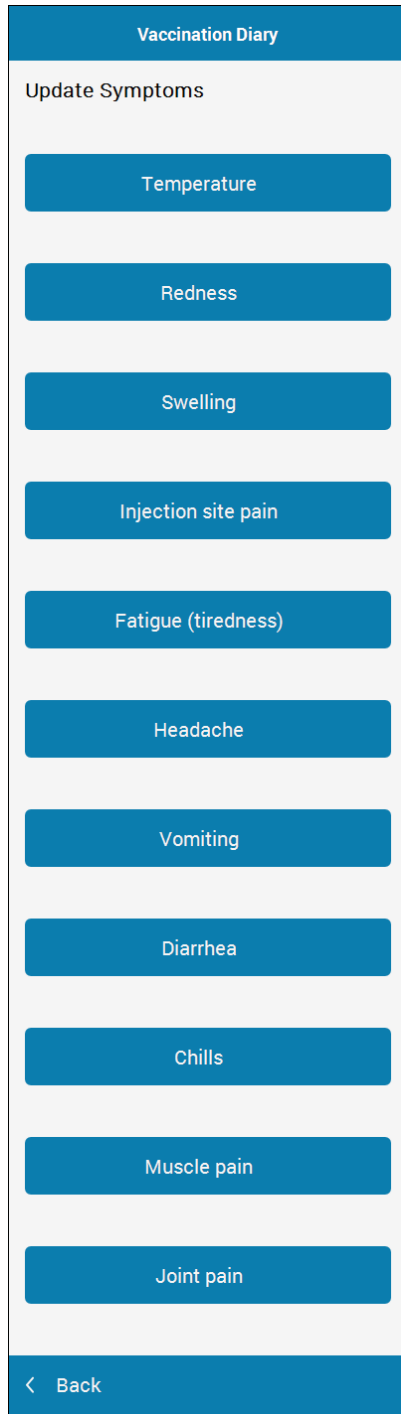 Vaccination Diary
Update Symptoms
Temperature
Redness
Swelling
Injection site pain
Fatigue (tiredness)
Headache
Vomiting
Diarrhea
Chills
Muscle pain
Joint pain
Back